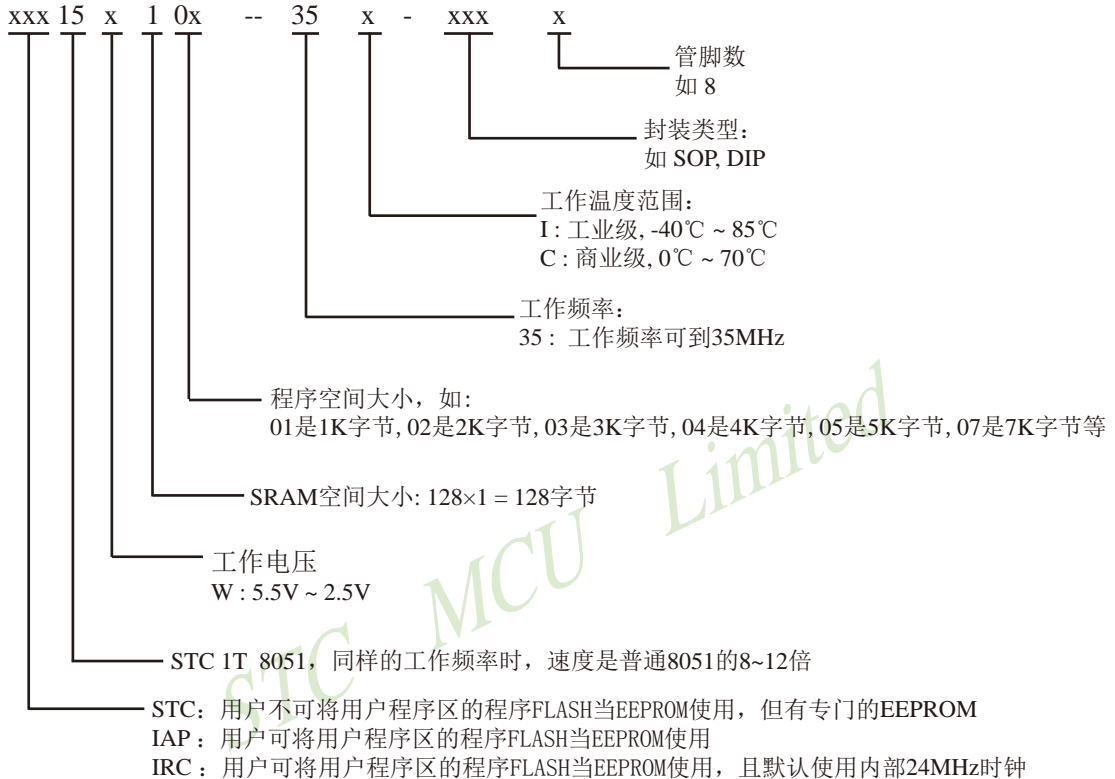 xxx 15 x 1 0x -- 35 x - xxx x
管脚数
如 8
封装类型：
如 SOP, DIP
工作温度范围：
I : 工业级, -40℃ ~ 85℃
C : 商业级, 0℃ ~ 70℃
工作频率：
35 : 工作频率可到35MHz
程序空间大小，如:
01是1K字节, 02是2K字节, 03是3K字节, 04是4K字节, 05是5K字节, 07是7K字节等
SRAM空间大小: 128×1 = 128字节
工作电压
W : 5.5V ~ 2.5V
STC 1T 8051，同样的工作频率时，速度是普通8051的8~12倍
STC：用户不可将用户程序区的程序FLASH当EEPROM使用，但有专门的EEPROM
IAP：用户可将用户程序区的程序FLASH当EEPROM使用
IRC：用户可将用户程序区的程序FLASH当EEPROM使用，且默认使用内部24MHz时钟
STC MCU Limited